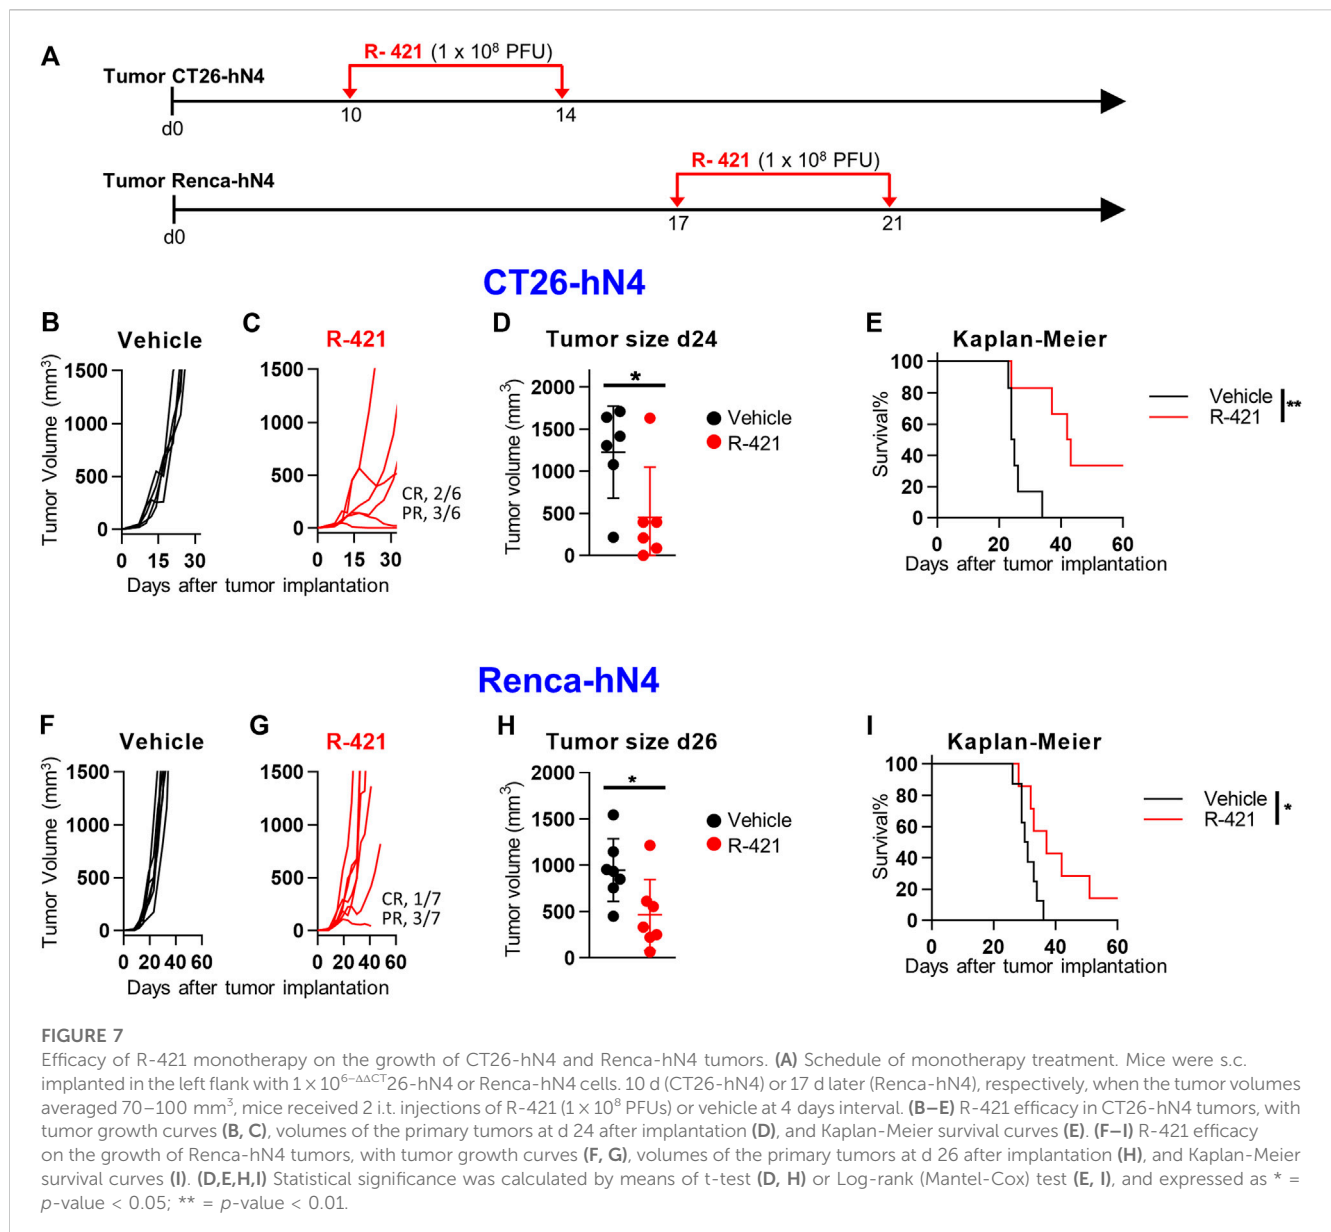 A
R- 421 (1 x 10⁸ PFU)
Tumor CT26-hN4
d0
10
14
R- 421 (1 x 10⁸ PFU)
Tumor Renca-hN4
d0
17
21
CT26-hN4
B
Vehicle
Tumor Volume (mm³)
1500
1000
500
0
0 15 30
C
R-421
1500
1000
500
0
CR, 2/6
PR, 3/6
0 15 30
Days after tumor implantation
D
Tumor size d24
Tumor volume (mm³)
2000
1500
1000
500
0
*
Vehicle
R-421
E
Kaplan-Meier
Survival%
100
80
60
40
20
0
0 20 40 60
Days after tumor implantation
Vehicle
R-421
**
Renca-hN4
F
Vehicle
Tumor Volume (mm³)
1500
1000
500
0
0 20 40 60
G
R-421
1500
1000
500
0
CR, 1/7
PR, 3/7
0 20 40 60
Days after tumor implantation
H
Tumor size d26
Tumor volume (mm³)
2000
1500
1000
500
0
*
Vehicle
R-421
I
Kaplan-Meier
Survival%
100
80
60
40
20
0
0 20 40 60
Days after tumor implantation
Vehicle
R-421
*
FIGURE 7
Efficacy of R-421 monotherapy on the growth of CT26-hN4 and Renca-hN4 tumors. (A) Schedule of monotherapy treatment. Mice were s.c.
implanted in the left flank with 1 × 10⁶⁻ΔΔCT26-hN4 or Renca-hN4 cells. 10 d (CT26-hN4) or 17 d later (Renca-hN4), respectively, when the tumor volumes
averaged 70–100 mm³, mice received 2 i.t. injections of R-421 (1 × 10⁸ PFUs) or vehicle at 4 days interval. (B–E) R-421 efficacy in CT26-hN4 tumors, with
tumor growth curves (B, C), volumes of the primary tumors at d 24 after implantation (D), and Kaplan-Meier survival curves (E). (F–I) R-421 efficacy
on the growth of Renca-hN4 tumors, with tumor growth curves (F, G), volumes of the primary tumors at d 26 after implantation (H), and Kaplan-Meier
survival curves (I). (D,E,H,I) Statistical significance was calculated by means of t-test (D, H) or Log-rank (Mantel-Cox) test (E, I), and expressed as * =
p-value < 0.05; ** = p-value < 0.01.